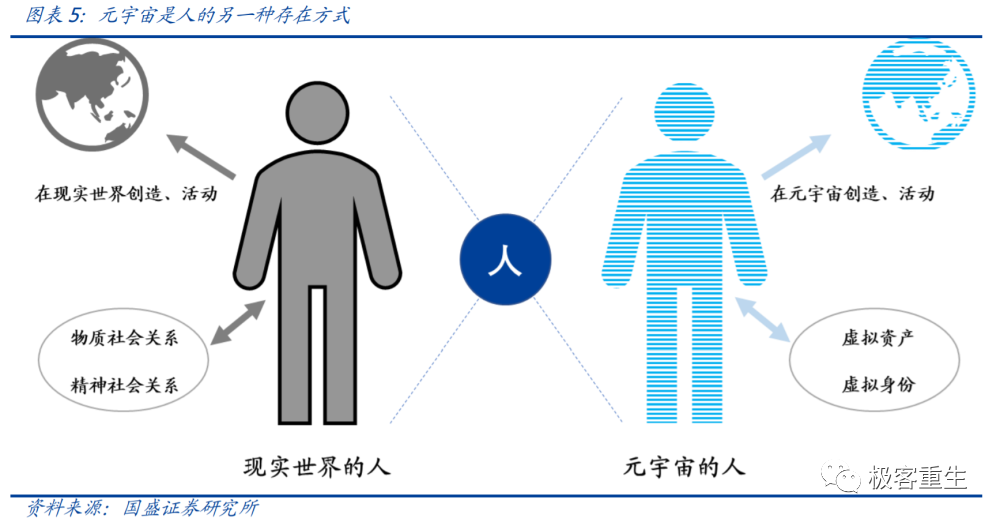 图表 5：元宇宙是人的另一种存在方式
在现实世界创造、活动
在元宇宙创造、活动
人
物质社会关系
精神社会关系
虚拟资产
虚拟身份
现实世界的人
元宇宙的人
极客重生
资料来源：国盛证券研究所